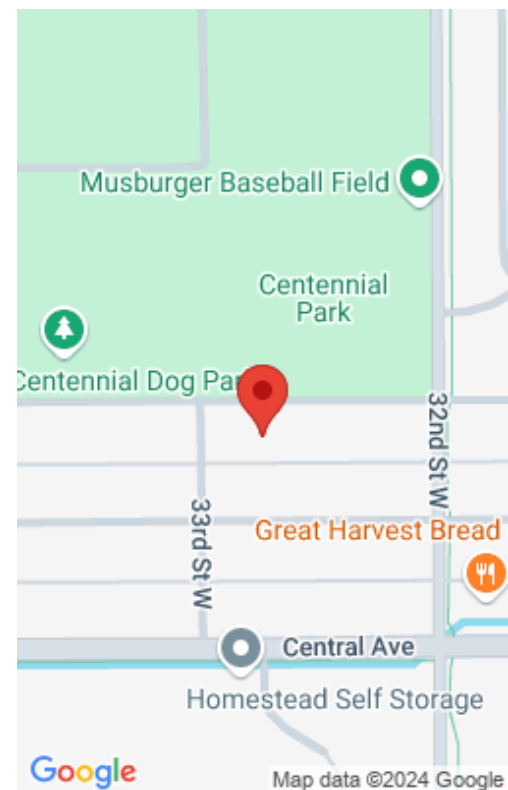 Musburger Baseball Field
Centennial
Park
Centennial Dog Par
32nd St W
33rd St W
Great Harvest Bread
Central Ave
Homestead Self Storage
Google
Map data ©2024 Google